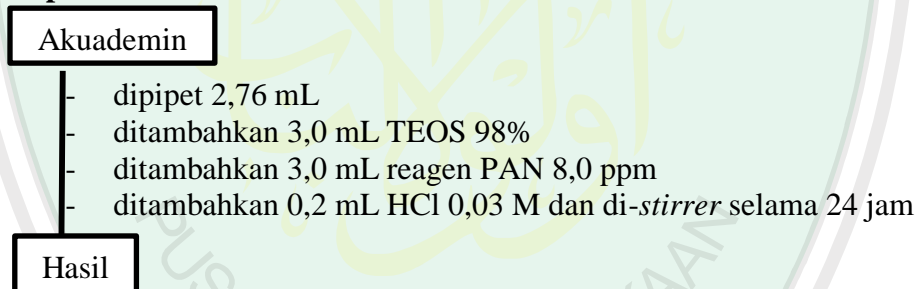 Akuademin
- dipipet 2,76 mL
- ditambahkan 3,0 mL TEOS 98%
- ditambahkan 3,0 mL reagen PAN 8,0 ppm
- ditambahkan 0,2 mL HCl 0,03 M dan di-stirrer selama 24 jam
Hasil